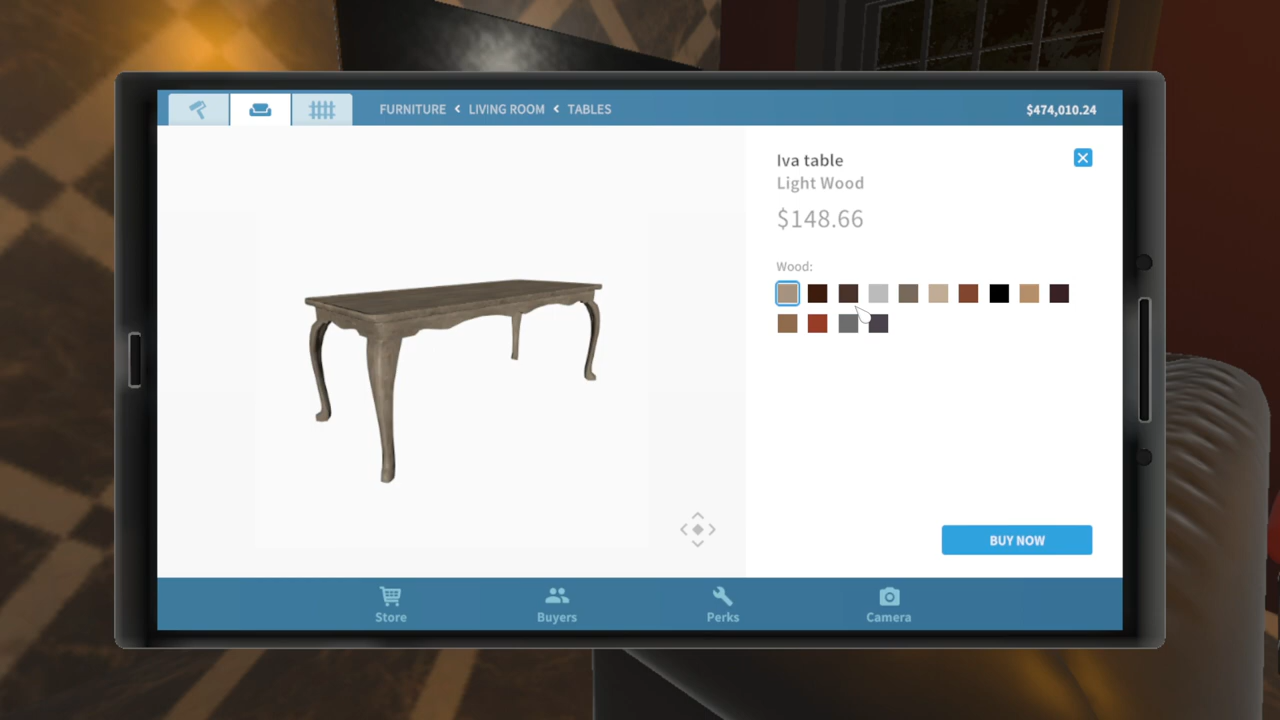 FURNITURE < LIVING ROOM < TABLES
$474,010.24
Iva table
Light Wood
$148.66
Wood:
BUY NOW
Store
Buyers
Perks
Camera